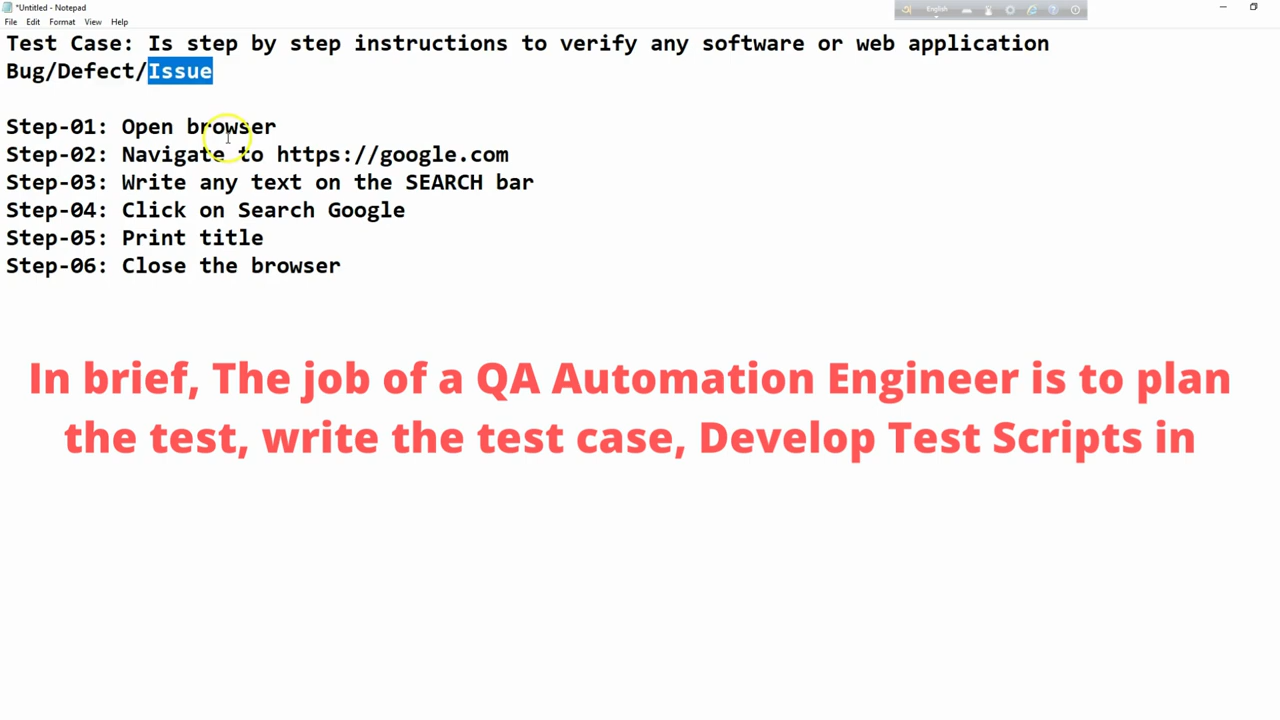 *Untitled - Notepad
File Edit Format View Help
English
Test Case: Is step by step instructions to verify any software or web application
Bug/Defect/Issue
Step-01: Open browser
Step-02: Navigate to https://google.com
Step-03: Write any text on the SEARCH bar
Step-04: Click on Search Google
Step-05: Print title
Step-06: Close the browser
In brief, The job of a QA Automation Engineer is to plan
the test, write the test case, Develop Test Scripts in